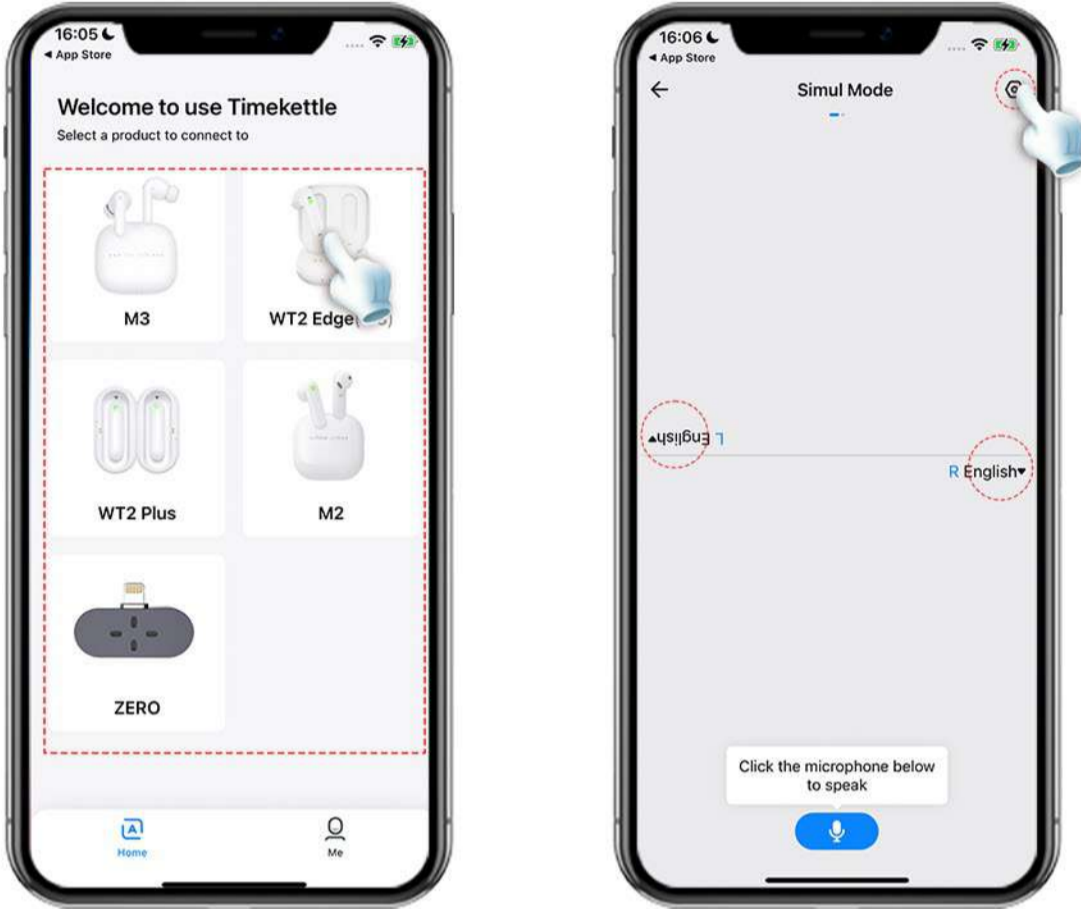 16:05
◀ App Store
Welcome to use Timekettle
Select a product to connect to
M3
WT2 Edge
WT2 Plus
M2
ZERO
Home
Me
16:06
◀ App Store
Simul Mode
L English▾
R English▾
Click the microphone below
to speak